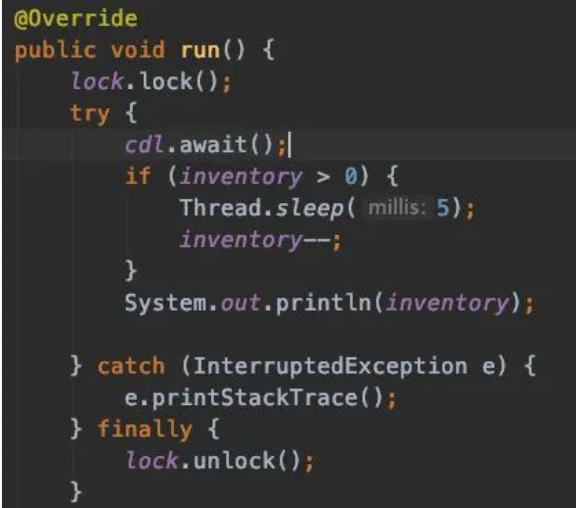 @Override
public void run() {
    lock.lock();
    try {
        cdl.await();
        if (inventory > 0) {
            Thread.sleep( millis: 5);
            inventory--;
        }
        System.out.println(inventory);

    } catch (InterruptedException e) {
        e.printStackTrace();
    } finally {
        lock.unlock();
    }